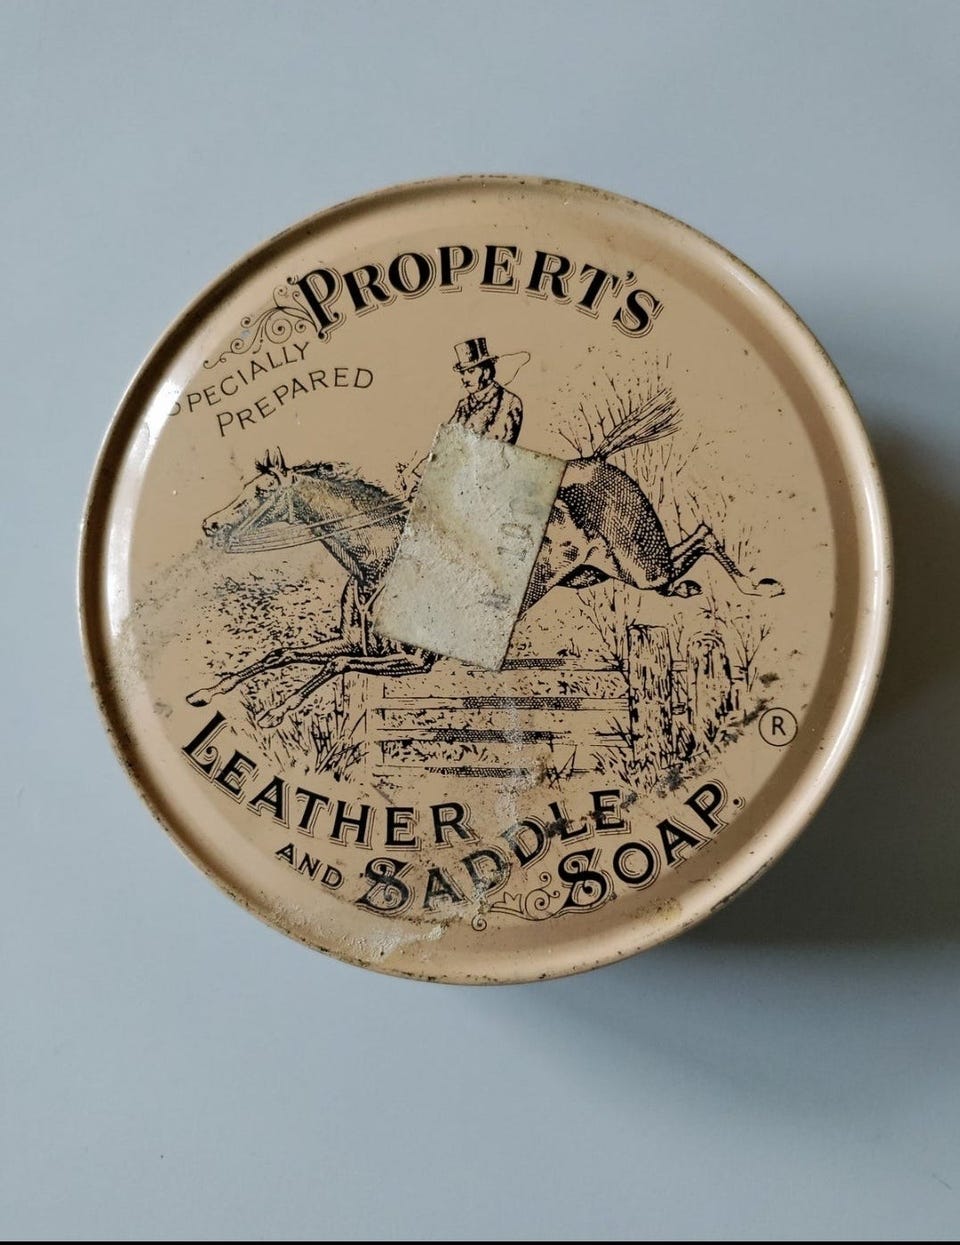 PROPERT'S
SPECIALLY
PREPARED
LEATHER
AND SADDLE
SOAP.
®